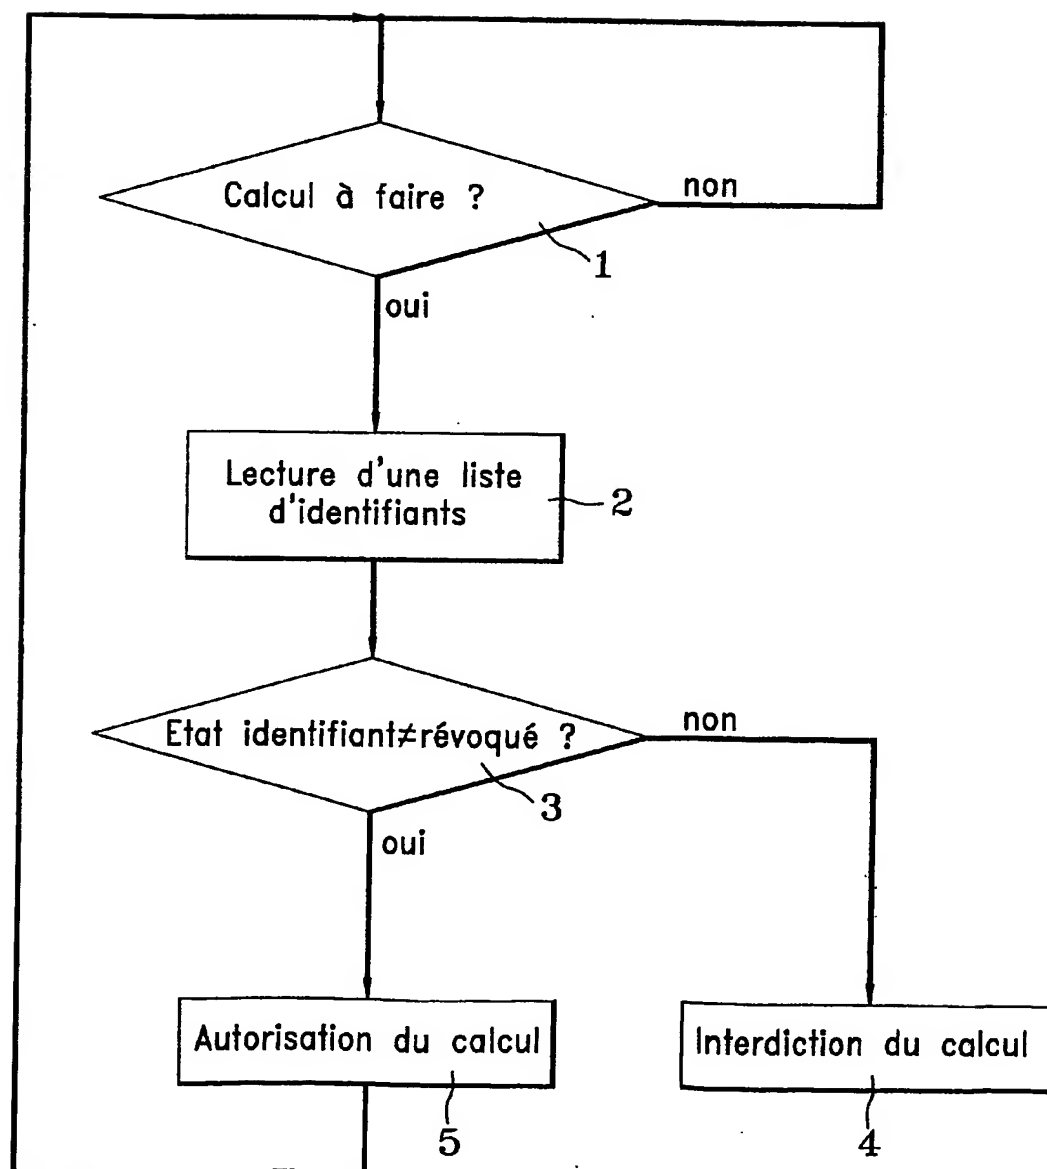 Calcul à faire ?
non
1
oui
Lecture d'une liste
d'identifiants
2
Etat identifiant≠révoqué ?
non
3
oui
Autorisation du calcul
Interdiction du calcul
5
4